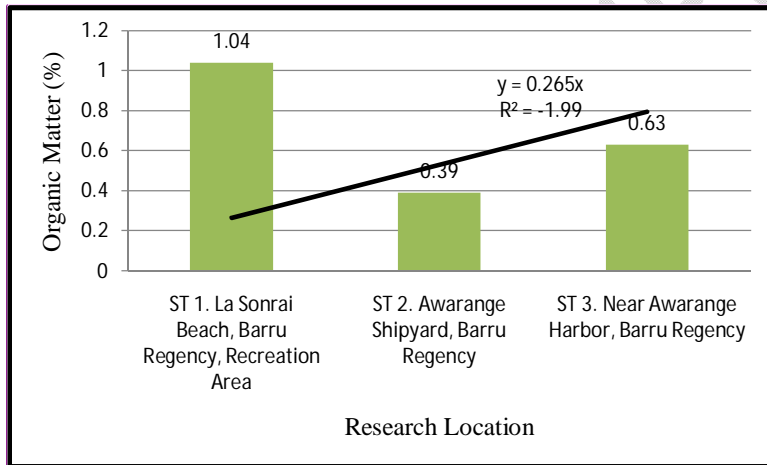 1.2
1
0.8
0.6
0.4
0.2
0
Organic Matter (%)
1.04
0.39
0.63
y = 0.265x
R² = -1.99
ST 1. La Sonrai
Beach, Barru
Regency, Recreation
Area
ST 2. Awarange
Shipyard, Barru
Regency
ST 3. Near Awarange
Harbor, Barru Regency
Research Location